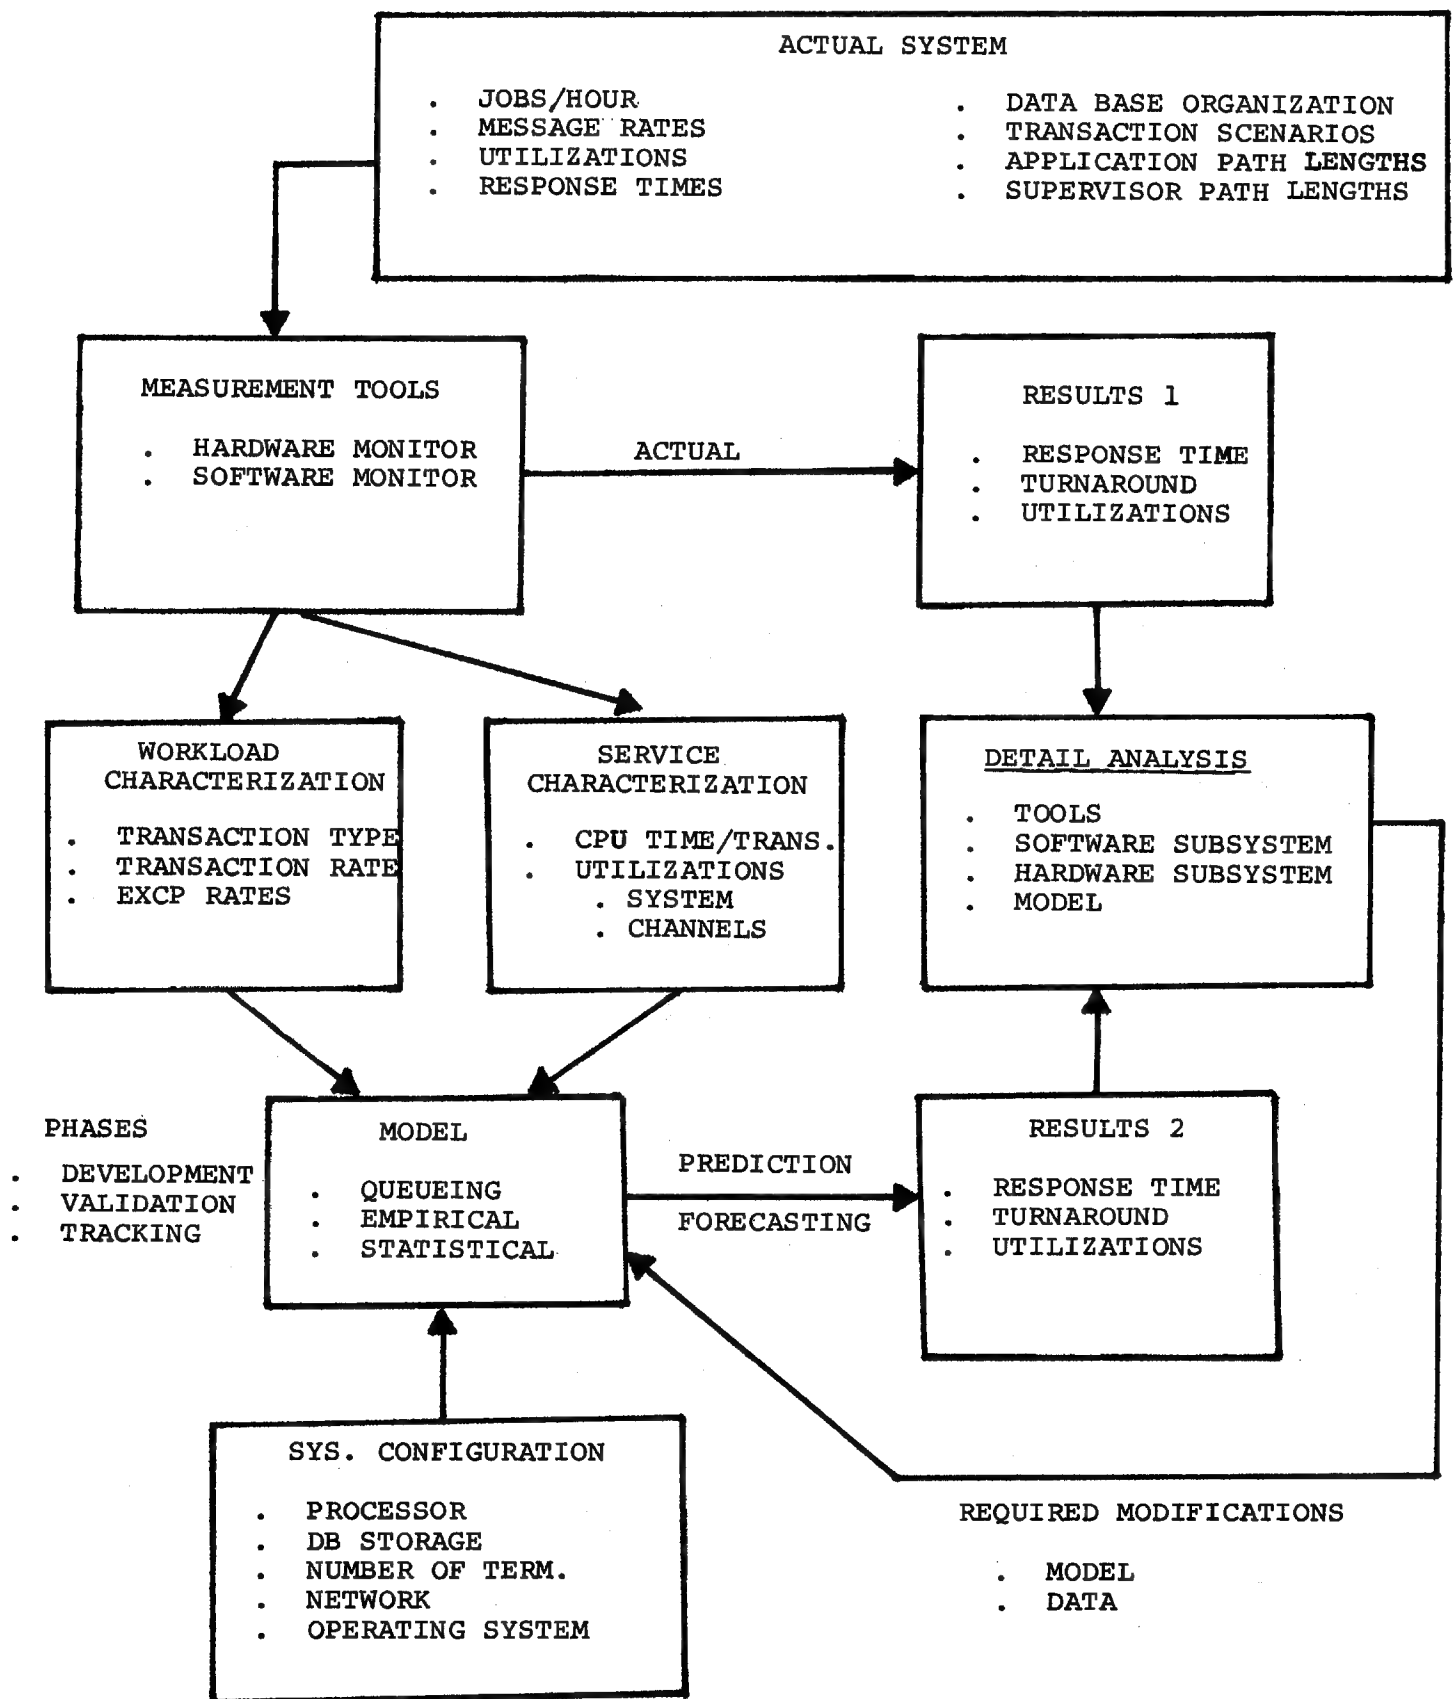 ACTUAL SYSTEM
. JOBS/HOUR
. MESSAGE RATES
. UTILIZATIONS
. RESPONSE TIMES
. DATA BASE ORGANIZATION
. TRANSACTION SCENARIOS
. APPLICATION PATH LENGTHS
. SUPERVISOR PATH LENGTHS
MEASUREMENT TOOLS
. HARDWARE MONITOR
. SOFTWARE MONITOR
ACTUAL
RESULTS 1
. RESPONSE TIME
. TURNAROUND
. UTILIZATIONS
WORKLOAD
CHARACTERIZATION
. TRANSACTION TYPE
. TRANSACTION RATE
. EXCP RATES
SERVICE
CHARACTERIZATION
. CPU TIME/TRANS.
. UTILIZATIONS
. SYSTEM
. CHANNELS
DETAIL ANALYSIS
. TOOLS
. SOFTWARE SUBSYSTEM
. HARDWARE SUBSYSTEM
. MODEL
PHASES
. DEVELOPMENT
. VALIDATION
. TRACKING
MODEL
. QUEUEING
. EMPIRICAL
. STATISTICAL
PREDICTION
FORECASTING
RESULTS 2
. RESPONSE TIME
. TURNAROUND
. UTILIZATIONS
SYS. CONFIGURATION
. PROCESSOR
. DB STORAGE
. NUMBER OF TERM.
. NETWORK
. OPERATING SYSTEM
REQUIRED MODIFICATIONS
. MODEL
. DATA